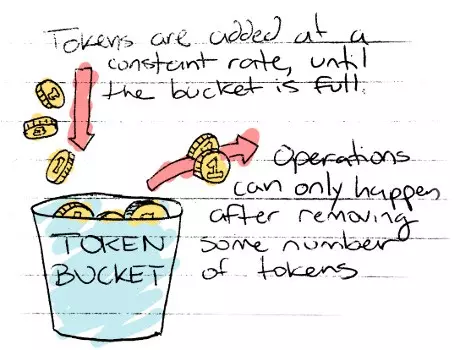 Tokens are added at a
constant rate, until
the bucket is full.
Operations
can only happen
after removing
some number
of tokens
TOKEN
BUCKET